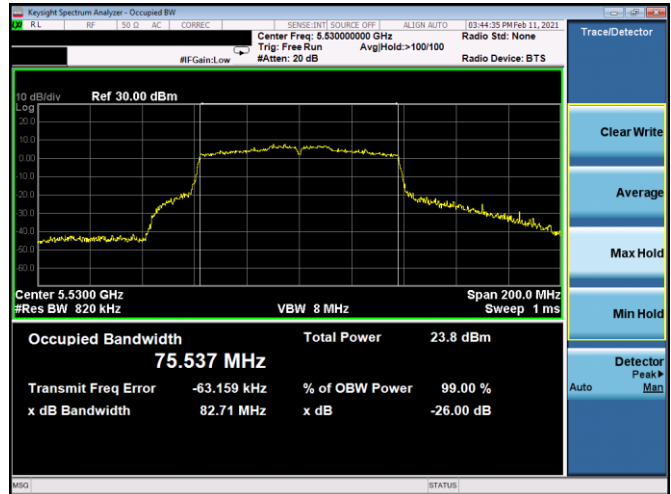 Keysight Spectrum Analyzer - Occupied BW
RL RF 50 Ω AC CORREC SENSE:INT SOURCE OFF ALIGN AUTO 03:44:35 PM Feb 11, 2021
Center Freq: 5.530000000 GHz Radio Std: None
Trig: Free Run Avg|Hold:>100/100
#IFGain:Low #Atten: 20 dB Radio Device: BTS
Trace/Detector
10 dB/div Ref 30.00 dBm
Log
20.0
10.0
0.00
-10.0
-20.0
-30.0
-40.0
-50.0
-60.0
Center 5.5300 GHz Span 200.0 MHz
#Res BW 820 kHz VBW 8 MHz Sweep 1 ms
Occupied Bandwidth Total Power 23.8 dBm
75.537 MHz
Transmit Freq Error -63.159 kHz % of OBW Power 99.00 %
x dB Bandwidth 82.71 MHz x dB -26.00 dB
Clear Write
Average
Max Hold
Min Hold
Detector
Peak▶
Auto Man
MSG STATUS